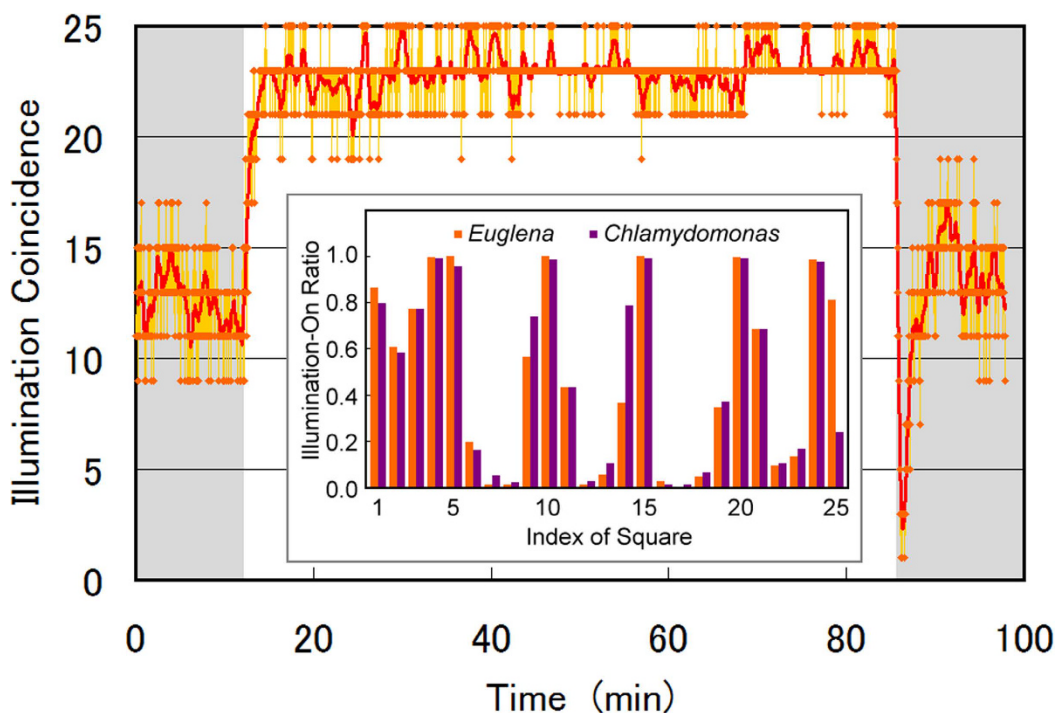 Illumination Coincidence
25
20
15
10
5
0
0 20 40 60 80 100
Time (min)
Euglena Chlamydomonas
Illumination-On Ratio
1.0
0.8
0.6
0.4
0.2
0.0
1 5 10 15 20 25
Index of Square